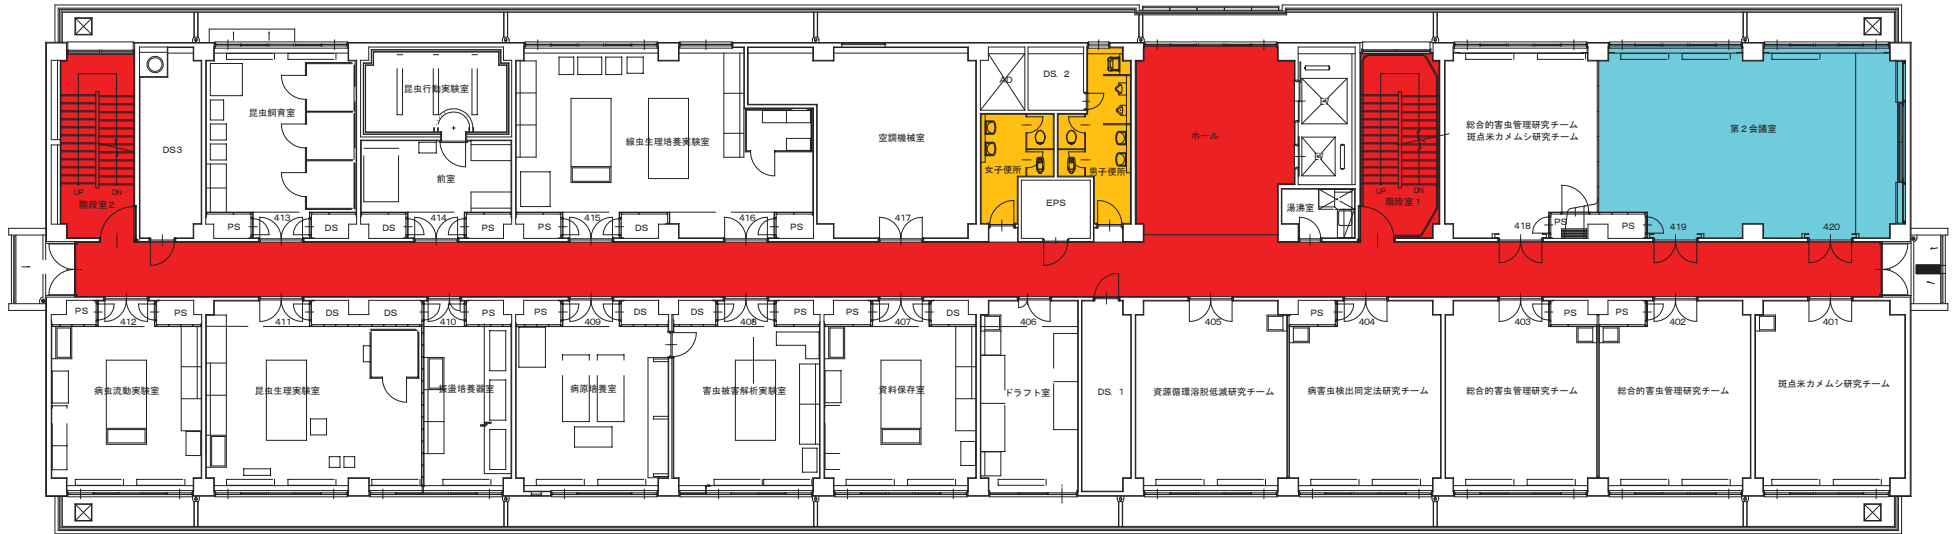 昆虫行動実験室
DS. 2
AD
昆虫飼育室
DS3
線虫生理培養実験室
空調機械室
ホール
EV
EV
総合的害虫管理研究チーム
斑点米カメムシ研究チーム
第2会議室
前室
女子便所
男子便所
UP
DN
階段室2
EPS
湯沸室
UP
DN
階段室1
PS
413
DS
DS
414
PS
PS
415
DS
416
PS
417
418
PS
PS
419
420
PS
412
PS
411
DS
DS
410
PS
PS
409
DS
DS
408
PS
PS
407
DS
406
405
PS
404
403
PS
PS
402
401
病虫流動実験室
昆虫生理実験室
振盪培養器室
病原培養室
害虫被害解析実験室
資料保存室
ドラフト室
DS. 1
資源循環溶脱低減研究チーム
病害虫検出同定法研究チーム
総合的害虫管理研究チーム
総合的害虫管理研究チーム
斑点米カメムシ研究チーム